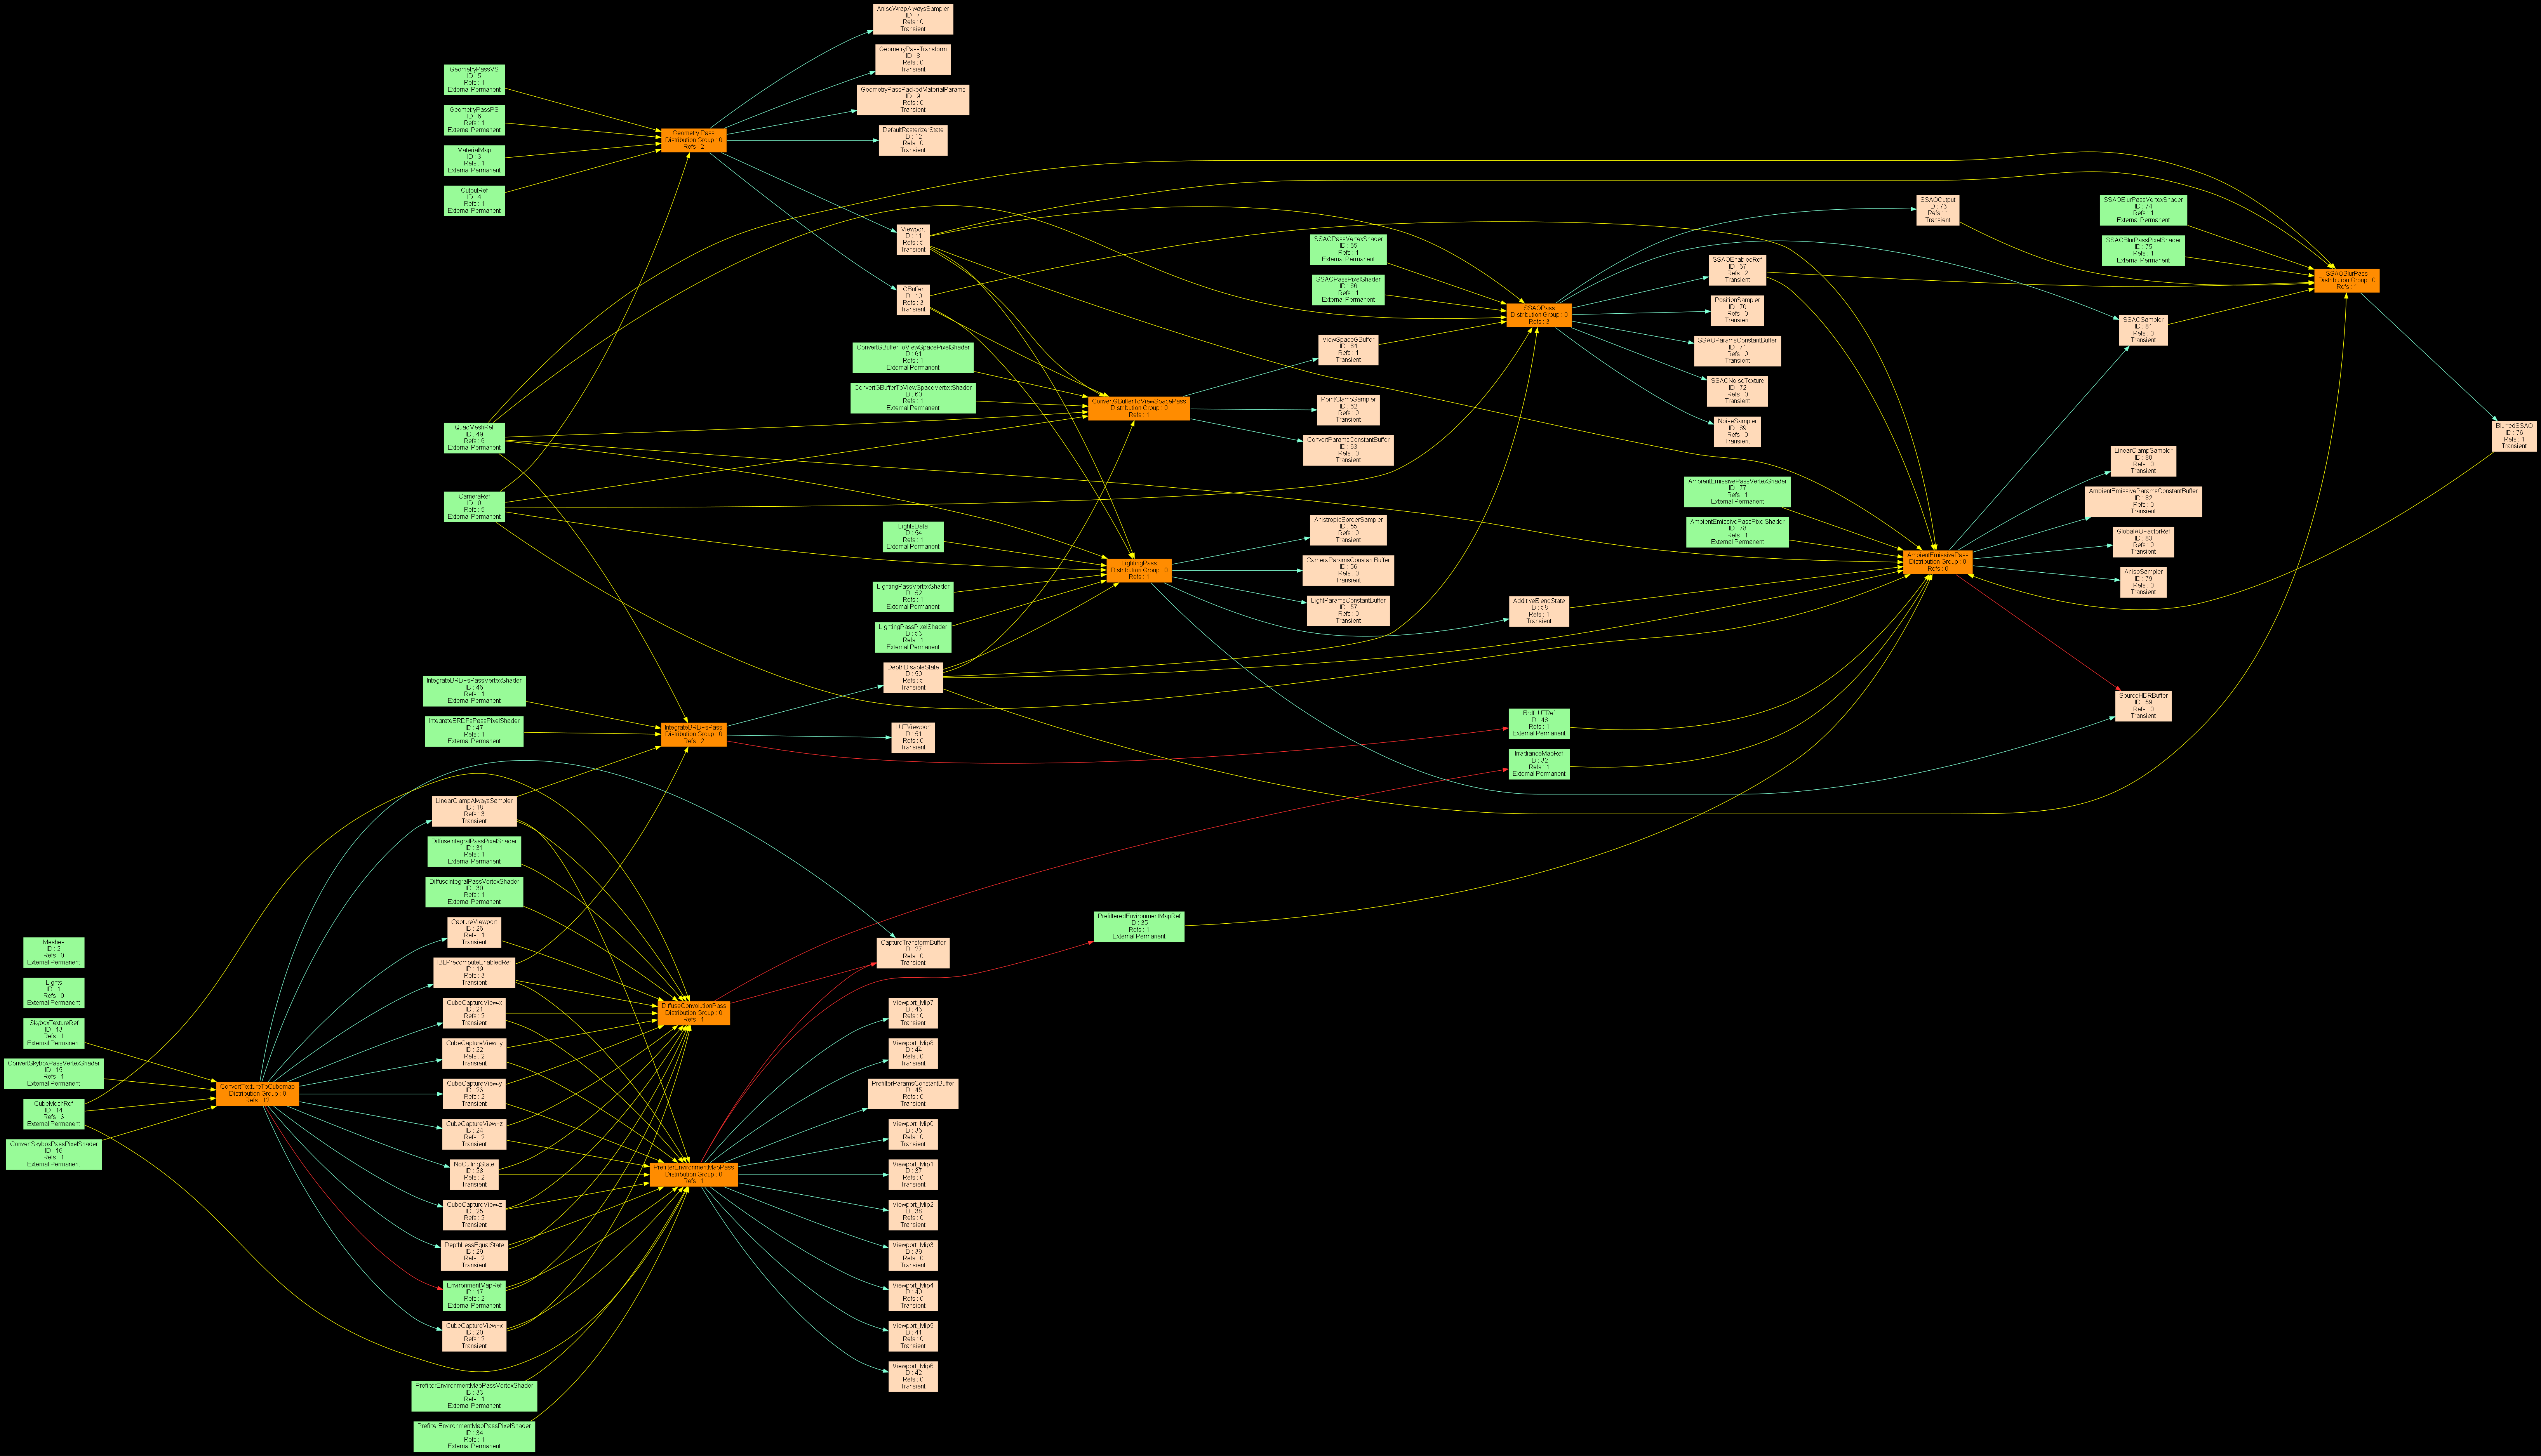 AnisoWrapAlwaysSampler
ID : 7
Refs : 0
Transient
GeometryPassTransform
ID : 8
Refs : 0
Transient
GeometryPassPackedMaterialParams
ID : 9
Refs : 0
Transient
DefaultRasterizerState
ID : 12
Refs : 0
Transient
GeometryPassVS
ID : 5
Refs : 1
External Permanent
GeometryPassPS
ID : 6
Refs : 1
External Permanent
MaterialMap
ID : 3
Refs : 1
External Permanent
OutputRef
ID : 4
Refs : 1
External Permanent
Geometry Pass
Distribution Group : 0
Refs : 2
Viewport
ID : 11
Refs : 5
Transient
GBuffer
ID : 10
Refs : 3
Transient
ConvertGBufferToViewSpacePixelShader
ID : 61
Refs : 1
External Permanent
ConvertGBufferToViewSpaceVertexShader
ID : 60
Refs : 1
External Permanent
QuadMeshRef
ID : 49
Refs : 6
External Permanent
CameraRef
ID : 0
Refs : 5
External Permanent
ConvertGBufferToViewSpacePass
Distribution Group : 0
Refs : 1
SSAOPassVertexShader
ID : 65
Refs : 1
External Permanent
SSAOPassPixelShader
ID : 66
Refs : 1
External Permanent
ViewSpaceGBuffer
ID : 64
Refs : 1
Transient
PointClampSampler
ID : 62
Refs : 0
Transient
ConvertParamsConstantBuffer
ID : 63
Refs : 0
Transient
SSAOPass
Distribution Group : 0
Refs : 3
SSAOEnabledRef
ID : 67
Refs : 2
Transient
PositionSampler
ID : 70
Refs : 0
Transient
SSAOParamsConstantBuffer
ID : 71
Refs : 0
Transient
SSAONoiseTexture
ID : 72
Refs : 0
Transient
NoiseSampler
ID : 69
Refs : 0
Transient
SSAOOutput
ID : 73
Refs : 1
Transient
SSAOBlurPassVertexShader
ID : 74
Refs : 1
External Permanent
SSAOBlurPassPixelShader
ID : 75
Refs : 1
External Permanent
SSAOBlurPass
Distribution Group : 0
Refs : 1
SSAOSampler
ID : 81
Refs : 0
Transient
BlurredSSAO
ID : 76
Refs : 1
Transient
LinearClampSampler
ID : 80
Refs : 0
Transient
AmbientEmissiveParamsConstantBuffer
ID : 82
Refs : 0
Transient
GlobalAOFactorRef
ID : 83
Refs : 0
Transient
AnisoSampler
ID : 79
Refs : 0
Transient
AmbientEmissivePassVertexShader
ID : 77
Refs : 1
External Permanent
AmbientEmissivePassPixelShader
ID : 78
Refs : 1
External Permanent
AmbientEmissivePass
Distribution Group : 0
Refs : 0
LightsData
ID : 54
Refs : 1
External Permanent
LightingPassVertexShader
ID : 52
Refs : 1
External Permanent
LightingPassPixelShader
ID : 53
Refs : 1
External Permanent
LightingPass
Distribution Group : 0
Refs : 1
AnistropicBorderSampler
ID : 55
Refs : 0
Transient
CameraParamsConstantBuffer
ID : 56
Refs : 0
Transient
LightParamsConstantBuffer
ID : 57
Refs : 0
Transient
AdditiveBlendState
ID : 58
Refs : 1
Transient
DepthDisableState
ID : 50
Refs : 5
Transient
LUTViewport
ID : 51
Refs : 0
Transient
IntegrateBRDFsPassVertexShader
ID : 46
Refs : 1
External Permanent
IntegrateBRDFsPassPixelShader
ID : 47
Refs : 1
External Permanent
IntegrateBRDFsPass
Distribution Group : 0
Refs : 2
SourceHDRBuffer
ID : 59
Refs : 0
Transient
BrdfLUTRef
ID : 48
Refs : 1
External Permanent
IrradianceMapRef
ID : 32
Refs : 1
External Permanent
LinearClampAlwaysSampler
ID : 18
Refs : 3
Transient
DiffuseIntegralPassPixelShader
ID : 31
Refs : 1
External Permanent
DiffuseIntegralPassVertexShader
ID : 30
Refs : 1
External Permanent
CaptureViewport
ID : 26
Refs : 1
Transient
IBLPrecomputeEnabledRef
ID : 19
Refs : 3
Transient
CubeCaptureView-x
ID : 21
Refs : 2
Transient
CubeCaptureView+y
ID : 22
Refs : 2
Transient
CubeCaptureView-y
ID : 23
Refs : 2
Transient
CubeCaptureView+z
ID : 24
Refs : 2
Transient
NoCullingState
ID : 28
Refs : 2
Transient
CubeCaptureView-z
ID : 25
Refs : 2
Transient
DepthLessEqualState
ID : 29
Refs : 2
Transient
EnvironmentMapRef
ID : 17
Refs : 2
External Permanent
CubeCaptureView+x
ID : 20
Refs : 2
Transient
PrefilterEnvironmentMapPassVertexShader
ID : 33
Refs : 1
External Permanent
PrefilterEnvironmentMapPassPixelShader
ID : 34
Refs : 1
External Permanent
Meshes
ID : 2
Refs : 0
External Permanent
Lights
ID : 1
Refs : 0
External Permanent
SkyboxTextureRef
ID : 13
Refs : 1
External Permanent
ConvertSkyboxPassVertexShader
ID : 15
Refs : 1
External Permanent
CubeMeshRef
ID : 14
Refs : 3
External Permanent
ConvertSkyboxPassPixelShader
ID : 16
Refs : 1
External Permanent
ConvertTextureToCubemap
Distribution Group : 0
Refs : 12
DiffuseConvolutionPass
Distribution Group : 0
Refs : 1
PrefilterEnvironmentMapPass
Distribution Group : 0
Refs : 1
PrefilteredEnvironmentMapRef
ID : 35
Refs : 1
External Permanent
CaptureTransformBuffer
ID : 27
Refs : 0
Transient
Viewport_Mip7
ID : 43
Refs : 0
Transient
Viewport_Mip8
ID : 44
Refs : 0
Transient
PrefilterParamsConstantBuffer
ID : 45
Refs : 0
Transient
Viewport_Mip0
ID : 36
Refs : 0
Transient
Viewport_Mip1
ID : 37
Refs : 0
Transient
Viewport_Mip2
ID : 38
Refs : 0
Transient
Viewport_Mip3
ID : 39
Refs : 0
Transient
Viewport_Mip4
ID : 40
Refs : 0
Transient
Viewport_Mip5
ID : 41
Refs : 0
Transient
Viewport_Mip6
ID : 42
Refs : 0
Transient